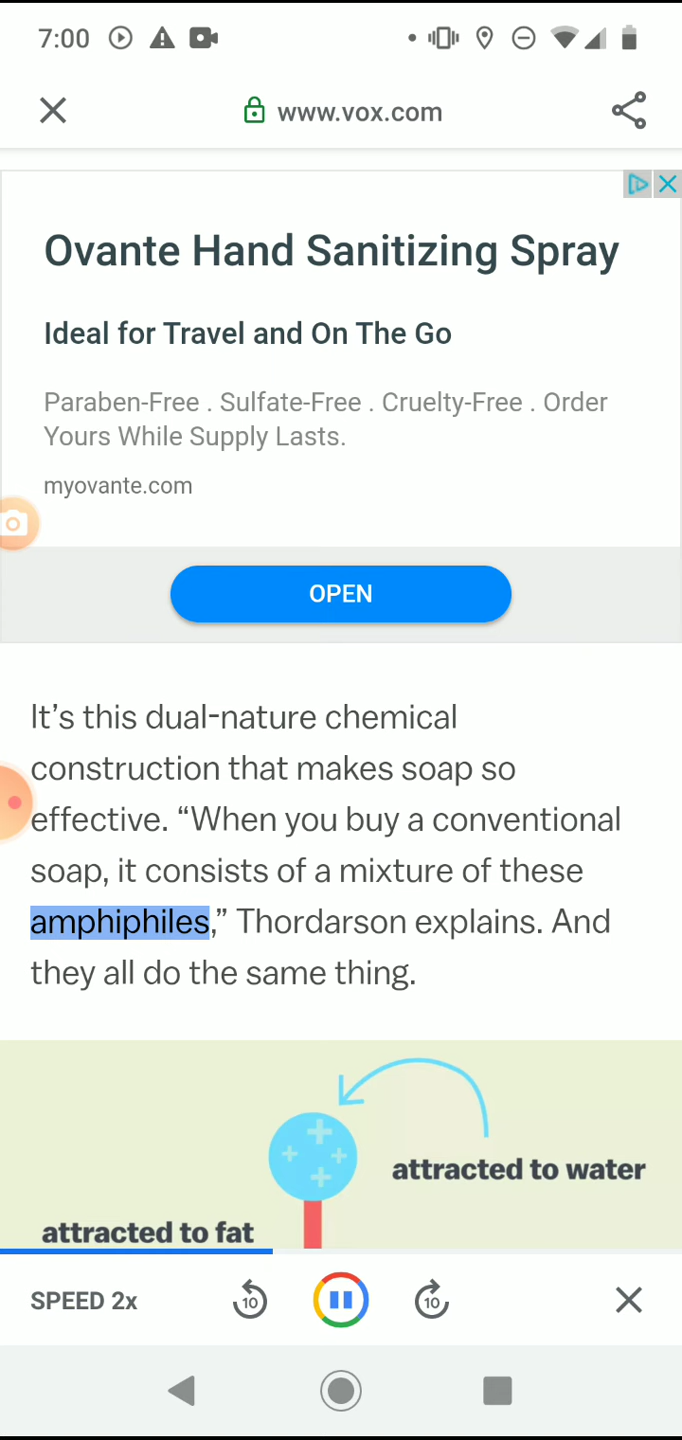 7:00
www.vox.com
Ovante Hand Sanitizing Spray
Ideal for Travel and On The Go
Paraben-Free . Sulfate-Free . Cruelty-Free . Order
Yours While Supply Lasts.
myovante.com
OPEN
It’s this dual-nature chemical
construction that makes soap so
effective. “When you buy a conventional
soap, it consists of a mixture of these
amphiphiles,” Thordarson explains. And
they all do the same thing.
attracted to water
attracted to fat
SPEED 2x
10
10